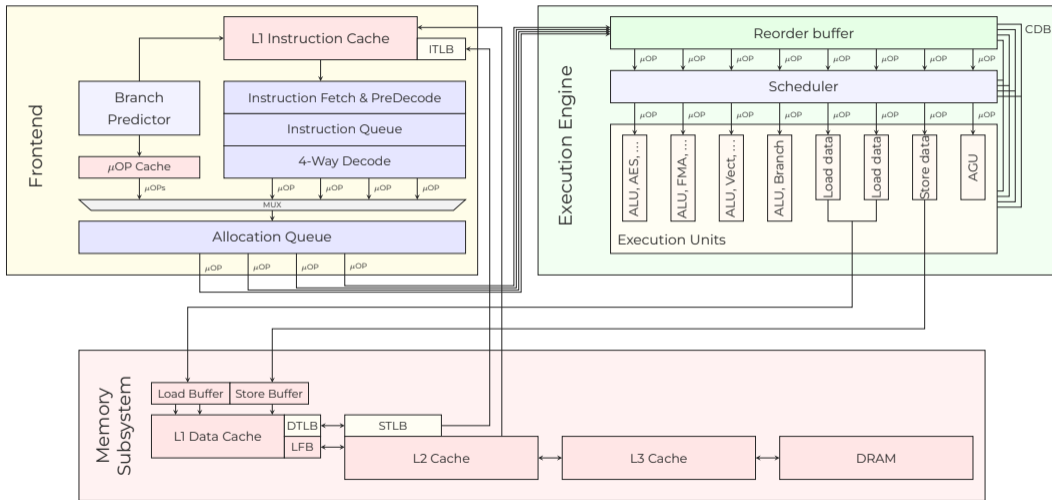 Frontend
L1 Instruction Cache
ITLB
Branch
Predictor
Instruction Fetch & PreDecode
Instruction Queue
4-Way Decode
μOP Cache
μOPs
μOP μOP μOP μOP
MUX
Allocation Queue
μOP μOP μOP μOP
Execution Engine
Reorder buffer
CDB
μOP μOP μOP μOP μOP μOP μOP μOP
Scheduler
μOP μOP μOP μOP μOP μOP μOP μOP
ALU, AES, ...
ALU, FMA, ...
ALU, Vect, ...
ALU, Branch
Load data
Load data
Store data
AGU
Execution Units
Memory
Subsystem
Load Buffer
Store Buffer
L1 Data Cache
DTLB
LFB
STLB
L2 Cache
L3 Cache
DRAM